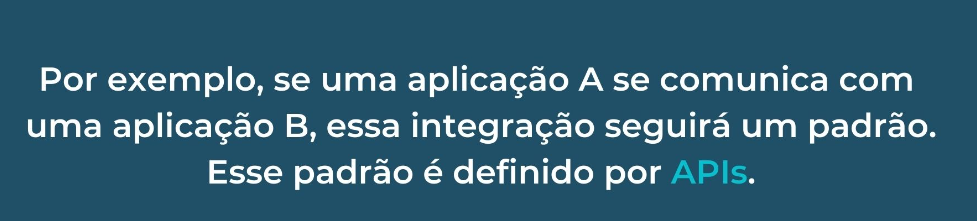 Por exemplo, se uma aplicação A se comunica com
uma aplicação B, essa integração seguirá um padrão.
Esse padrão é definido por APIs.